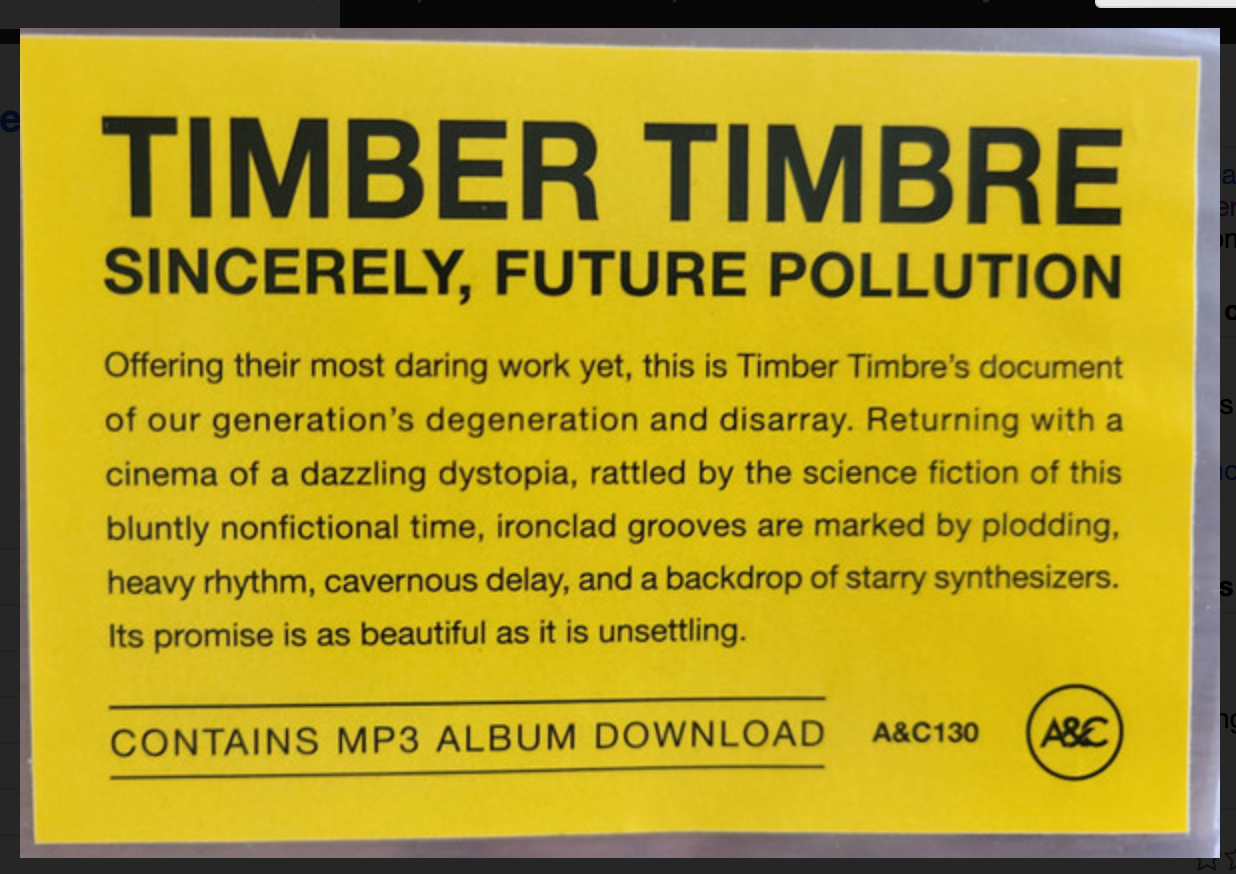 TIMBER TIMBRE
SINCERELY, FUTURE POLLUTION
Offering their most daring work yet, this is Timber Timbre’s document
of our generation’s degeneration and disarray. Returning with a
cinema of a dazzling dystopia, rattled by the science fiction of this
bluntly nonfictional time, ironclad grooves are marked by plodding,
heavy rhythm, cavernous delay, and a backdrop of starry synthesizers.
Its promise is as beautiful as it is unsettling.
CONTAINS MP3 ALBUM DOWNLOAD
A&C130
A&C